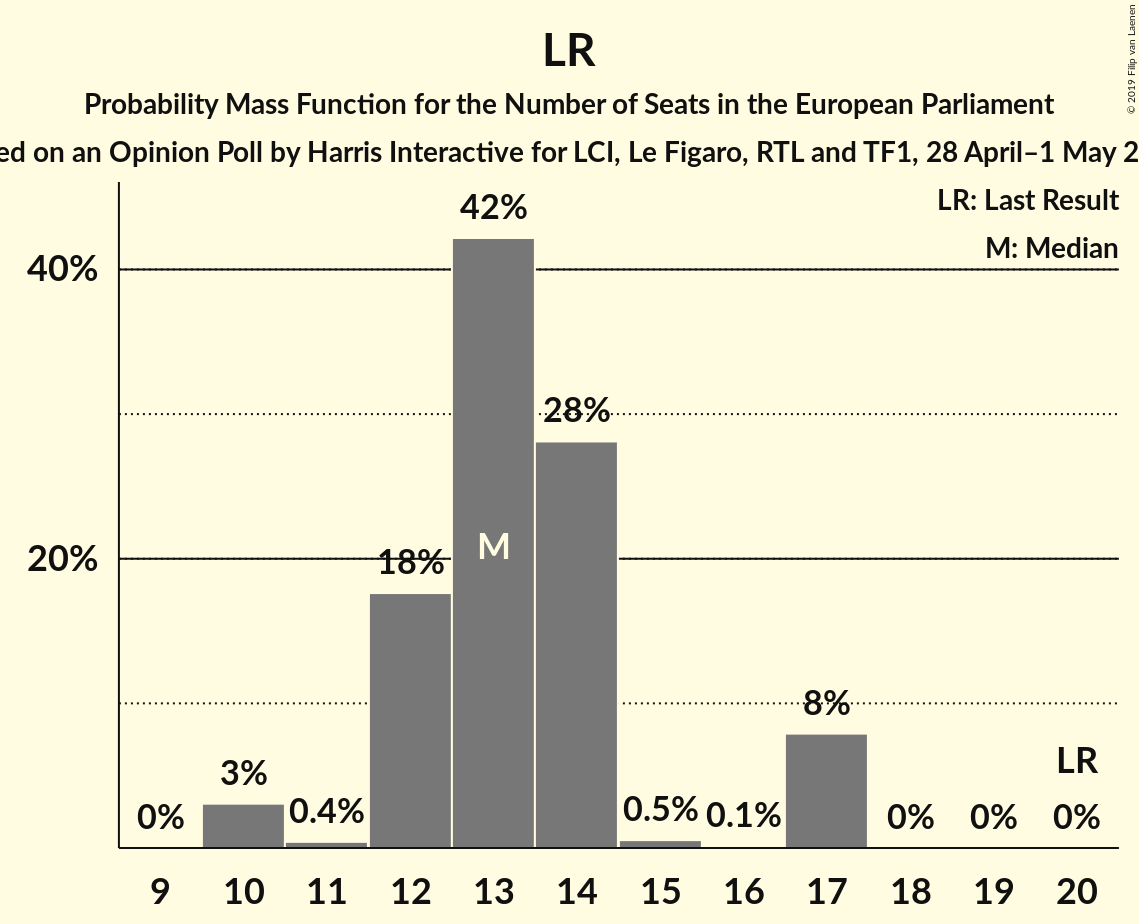 LR
Probability Mass Function for the Number of Seats in the European Parliament
ed on an Opinion Poll by Harris Interactive for LCI, Le Figaro, RTL and TF1, 28 April–1 May 2
© 2019 Filip van Laenen
LR: Last Result
M: Median
40%
20%
0%
3%
0.4%
18%
42%
M
28%
0.5%
0.1%
8%
0%
0%
LR
0%
9 10 11 12 13 14 15 16 17 18 19 20